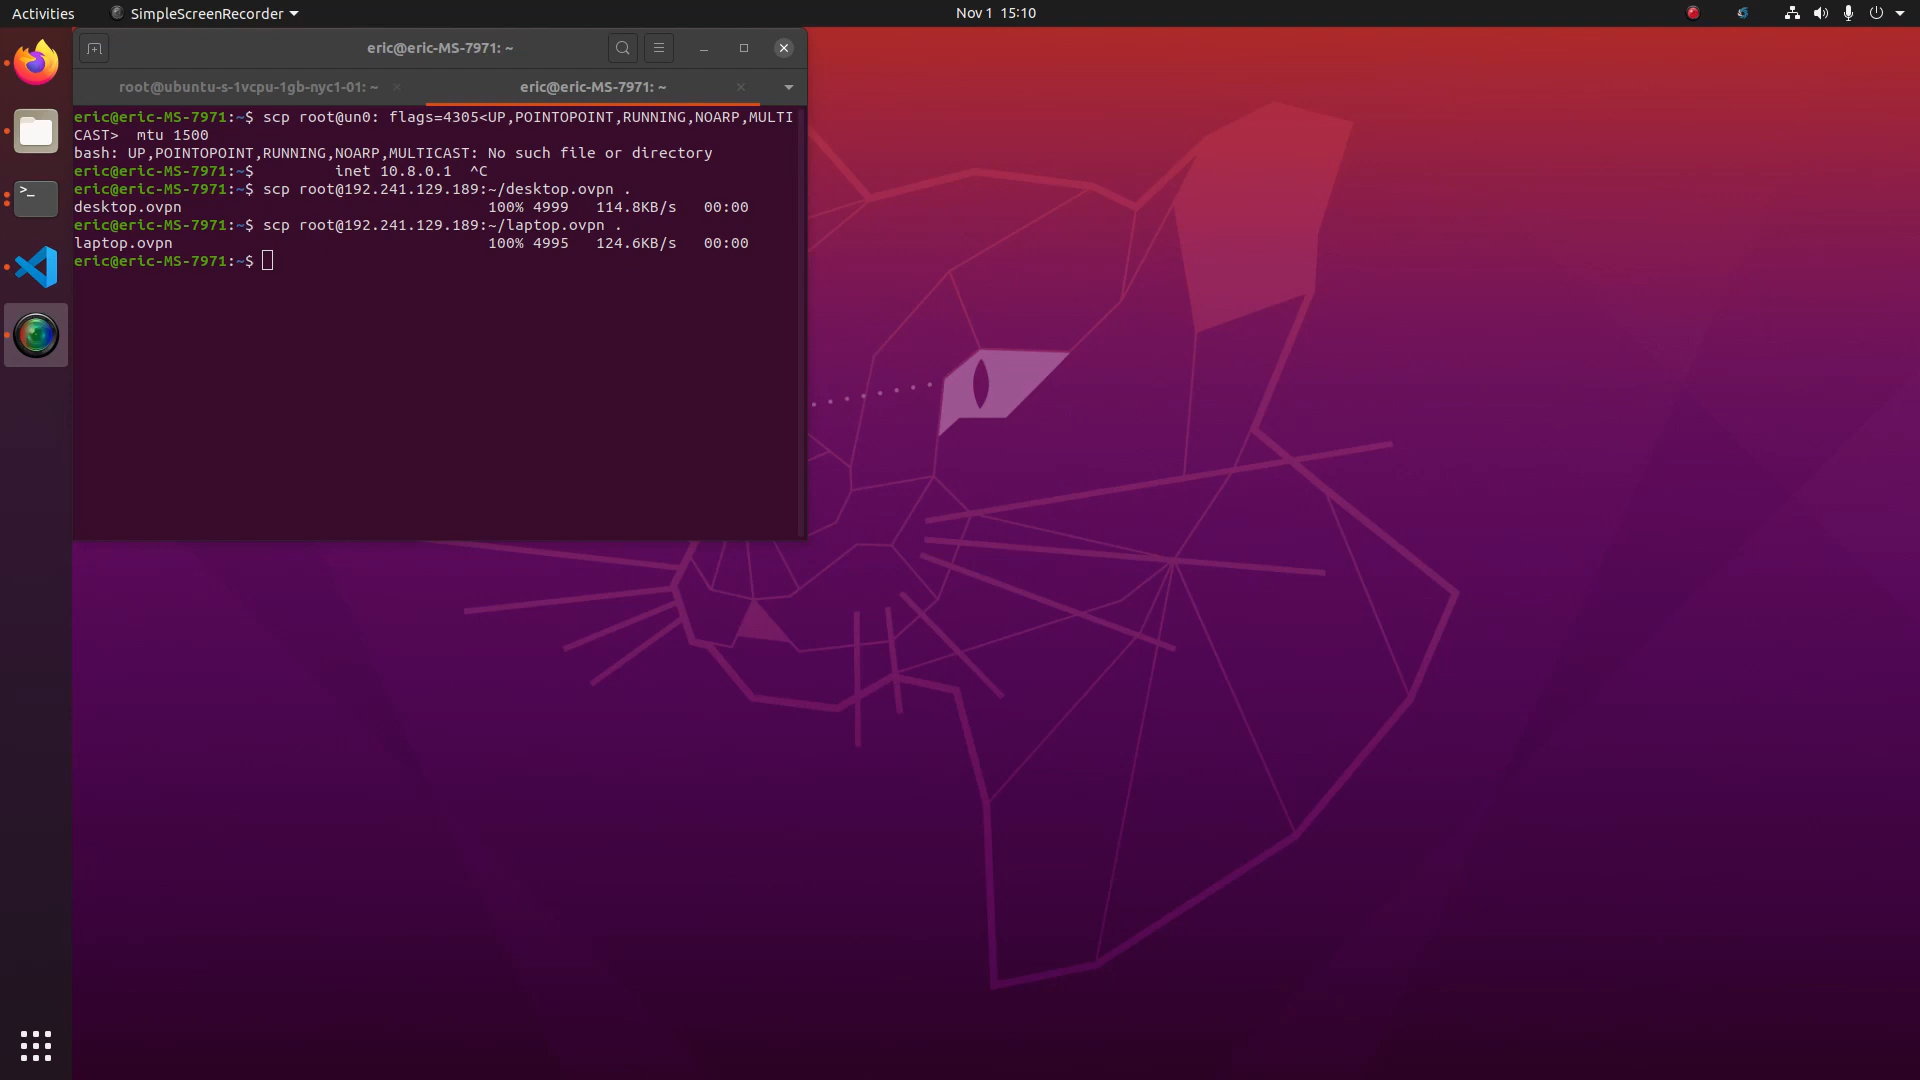 Activities SimpleScreenRecorder Nov 1 15:10
eric@eric-MS-7971: ~
root@ubuntu-s-1vcpu-1gb-nyc1-01: ~ eric@eric-MS-7971: ~
eric@eric-MS-7971:~$ scp root@un0: flags=4305<UP,POINTOPOINT,RUNNING,NOARP,MULTI
CAST>  mtu 1500
bash: UP,POINTOPOINT,RUNNING,NOARP,MULTICAST: No such file or directory
eric@eric-MS-7971:~$         inet 10.8.0.1  ^C
eric@eric-MS-7971:~$ scp root@192.241.129.189:~/desktop.ovpn .
desktop.ovpn                                  100% 4999   114.8KB/s   00:00
eric@eric-MS-7971:~$ scp root@192.241.129.189:~/laptop.ovpn .
laptop.ovpn                                   100% 4995   124.6KB/s   00:00
eric@eric-MS-7971:~$